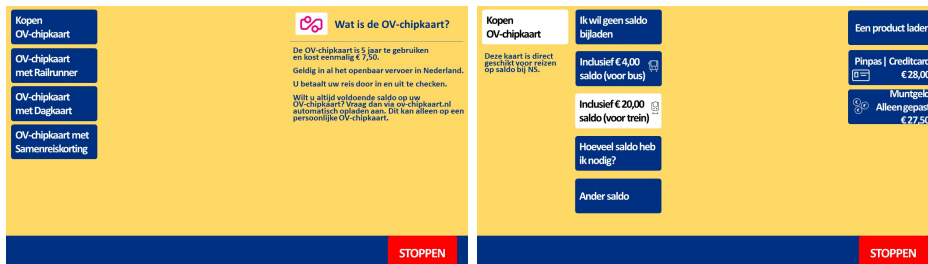 Kopen
OV-chipkaart
OV-chipkaart
met Railrunner
OV-chipkaart
met Dagkaart
OV-chipkaart met
Samenreiskorting
Wat is de OV-chipkaart?
De OV-chipkaart is 5 jaar te gebruiken
en kost eenmalig € 7,50.
Geldig in al het openbaar vervoer in Nederland.
U betaalt uw reis door in en uit te checken.
Wilt u altijd voldoende saldo op uw
OV-chipkaart? Vraag dan via ov-chipkaart.nl
automatisch opladen aan. Dit kan alleen op een
persoonlijke OV-chipkaart.
STOPPEN
Kopen
OV-chipkaart
Deze kaart is direct
geschikt voor reizen
op saldo bij NS.
Ik wil geen saldo
bijladen
Inclusief € 4,00
saldo (voor bus)
Inclusief € 20,00
saldo (voor trein)
Hoeveel saldo heb
ik nodig?
Ander saldo
Een product laden
Pinpas | Creditcard
€ 28,00
Muntgeld
Alleen gepast
€ 27,50
STOPPEN